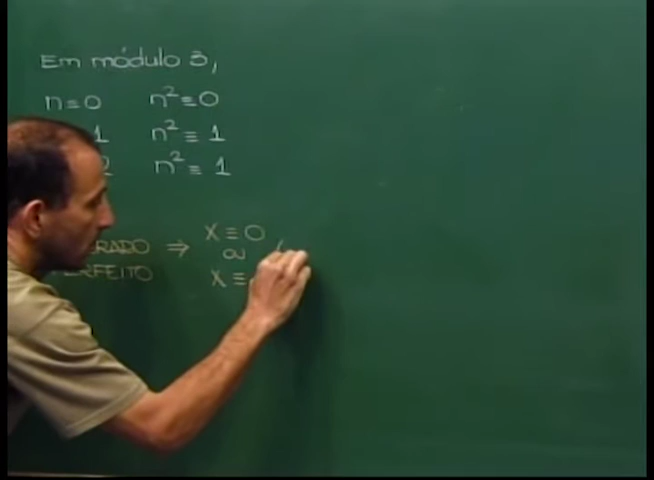 Em módulo 3,
n≡0 n²≡0
1 n²≡1
2 n²≡1
RADO ⇒ X≡0
ou
RFEITO X≡